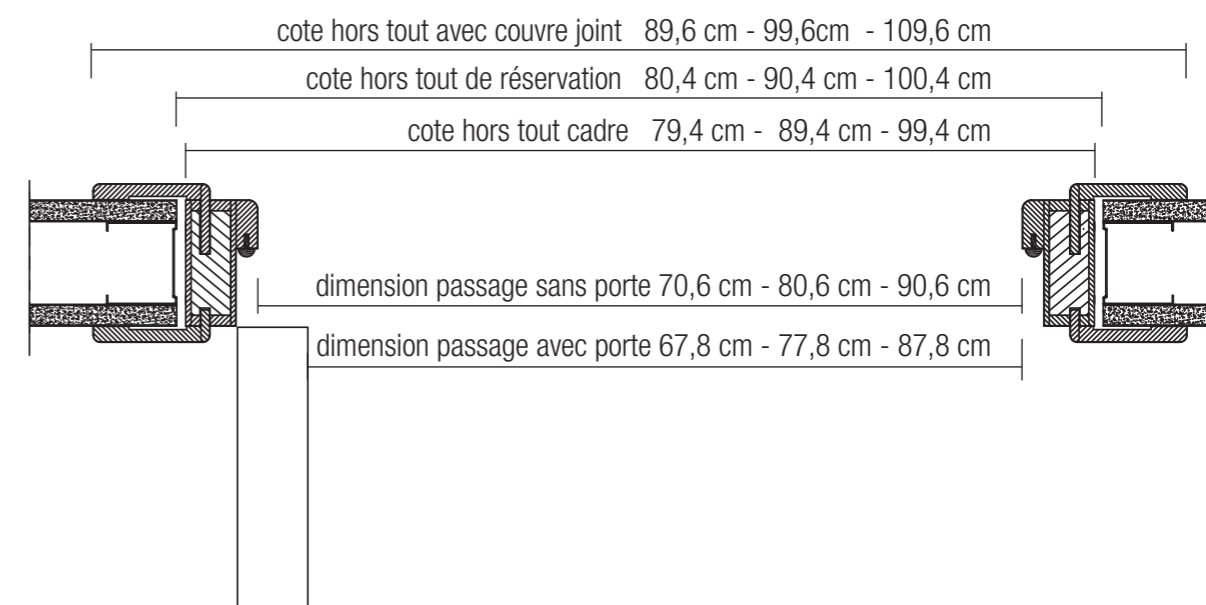 cote hors tout avec couvre joint 89,6 cm - 99,6cm - 109,6 cm
cote hors tout de réservation 80,4 cm - 90,4 cm - 100,4 cm
cote hors tout cadre 79,4 cm - 89,4 cm - 99,4 cm
dimension passage sans porte 70,6 cm - 80,6 cm - 90,6 cm
dimension passage avec porte 67,8 cm - 77,8 cm - 87,8 cm